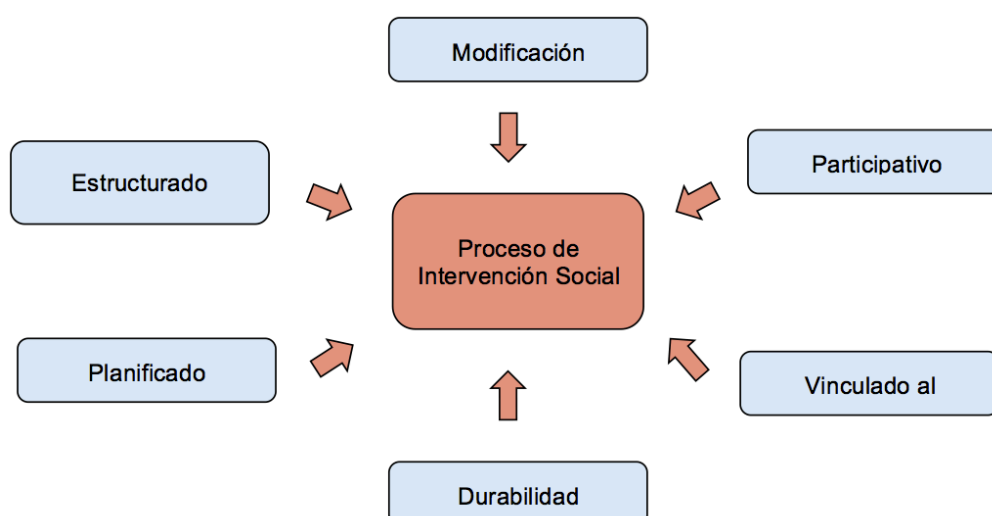 Modificación
Estructurado
Participativo
Proceso de
Intervención Social
Planificado
Vinculado al
Durabilidad